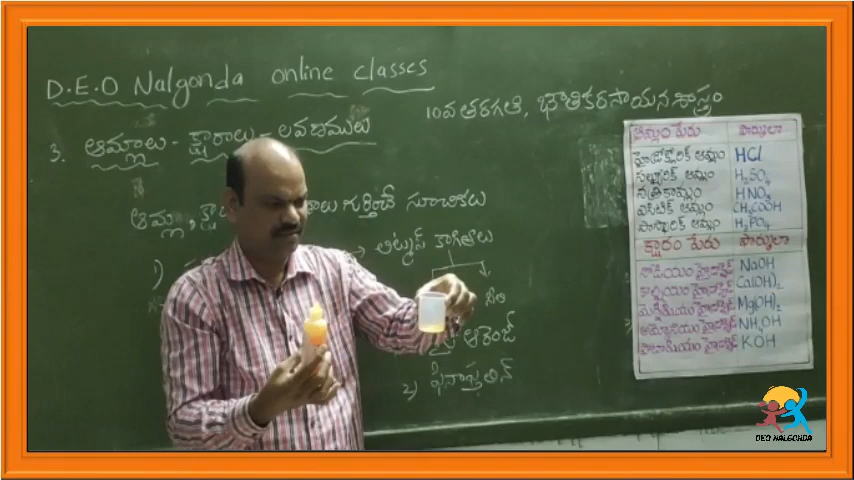 D.E.O Nalgonda online classes
10వ తరగతి, భౌతికరసాయన శాస్త్రం
3. ఆమ్లాలు - క్షారాలు - లవణములు
ఆమ్ల, గుర్తించే సూచికలు
1)
→ లిట్మస్ కాగితాలు
నీలి
ఆరెంజ్
2)
ఆమ్లం పేరు ఫార్ములా
హైడ్రోక్లోరిక్ ఆమ్లం HCl
సల్ఫ్యూరిక్ ఆమ్లం H₂SO₄
నత్రికామ్లం HNO₃
ఎసిటిక్ ఆమ్లం CH₃COOH
ఫాస్ఫారిక్ ఆమ్లం H₃PO₄
క్షారం పేరు ఫార్ములా
సోడియం హైడ్రాక్సైడ్ NaOH
కాల్షియం హైడ్రాక్సైడ్ Ca(OH)₂
మెగ్నీషియం హైడ్రాక్సైడ్ Mg(OH)₂
అమ్మోనియం హైడ్రాక్సైడ్ NH₄OH
పొటాషియం హైడ్రాక్సైడ్ KOH
DEO NALGONDA